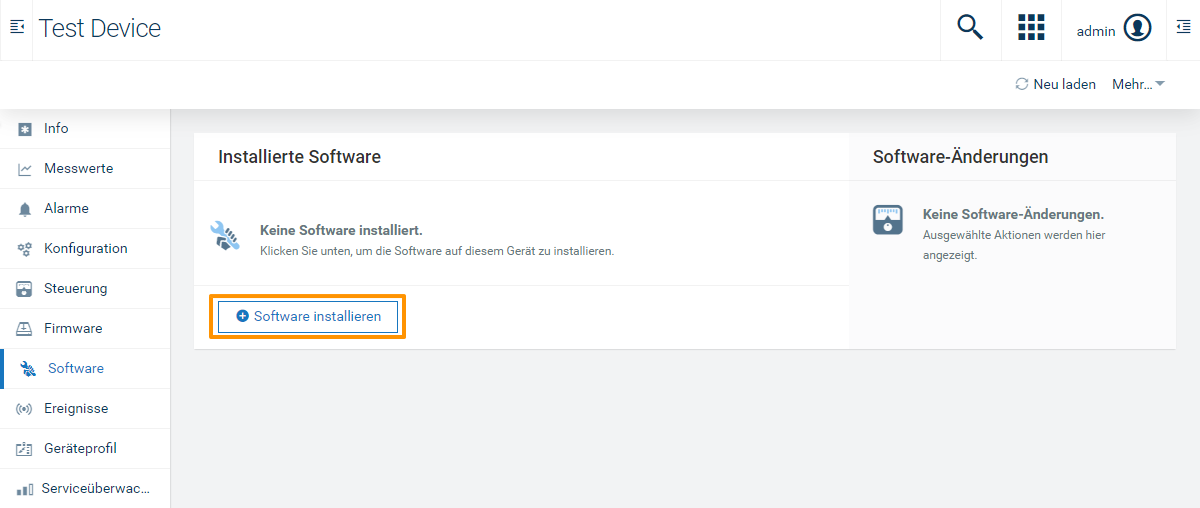 Test Device
admin
Neu laden Mehr...
Info
Messwerte
Alarme
Konfiguration
Steuerung
Firmware
Software
Ereignisse
Geräteprofil
Serviceüberwac...
Installierte Software
Keine Software installiert.
Klicken Sie unten, um die Software auf diesem Gerät zu installieren.
Software installieren
Software-Änderungen
Keine Software-Änderungen.
Ausgewählte Aktionen werden hier
angezeigt.